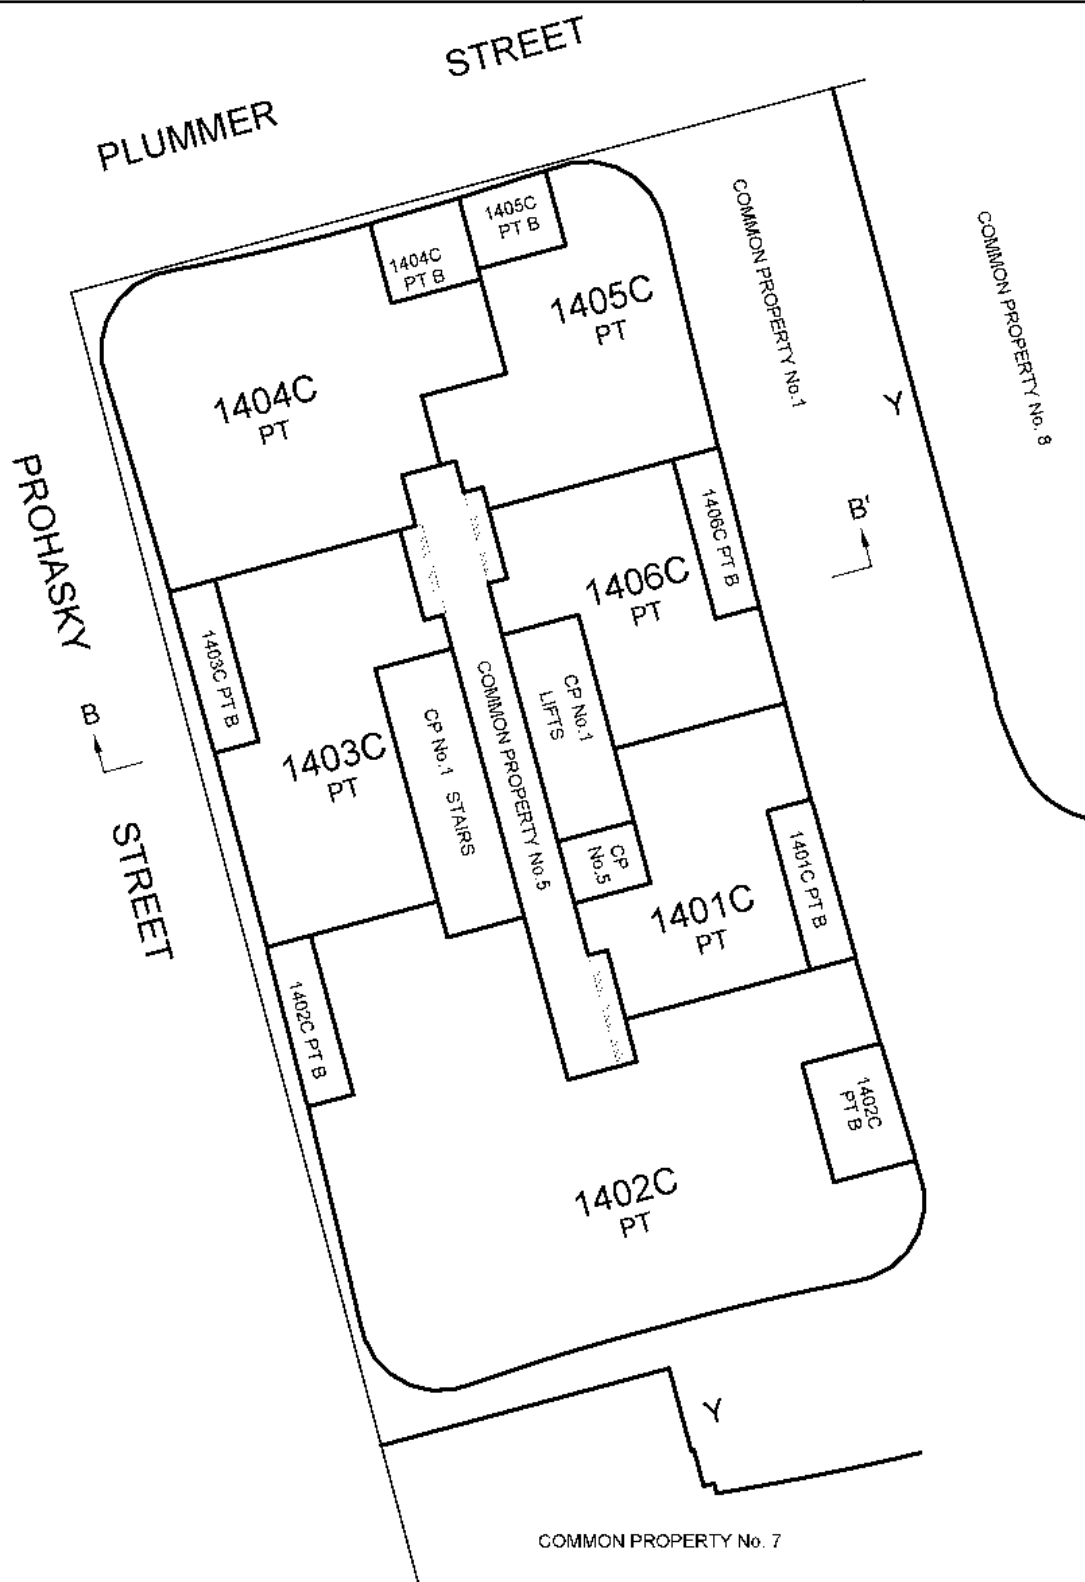 PLUMMER STREET
1405C
PT B
1404C
PT B
1405C
PT
1404C
PT
COMMON PROPERTY No.1
COMMON PROPERTY No. 8
Y
PROHASKY STREET
B
B'
1406C PT B
1406C
PT
1403C PT B
1403C
PT
CP No.1 STAIRS
COMMON PROPERTY No.5
CP No.1
LIFTS
CP
No.5
1401C PT B
1401C
PT
1402C PT B
1402C
PT B
1402C
PT
Y
COMMON PROPERTY No. 7